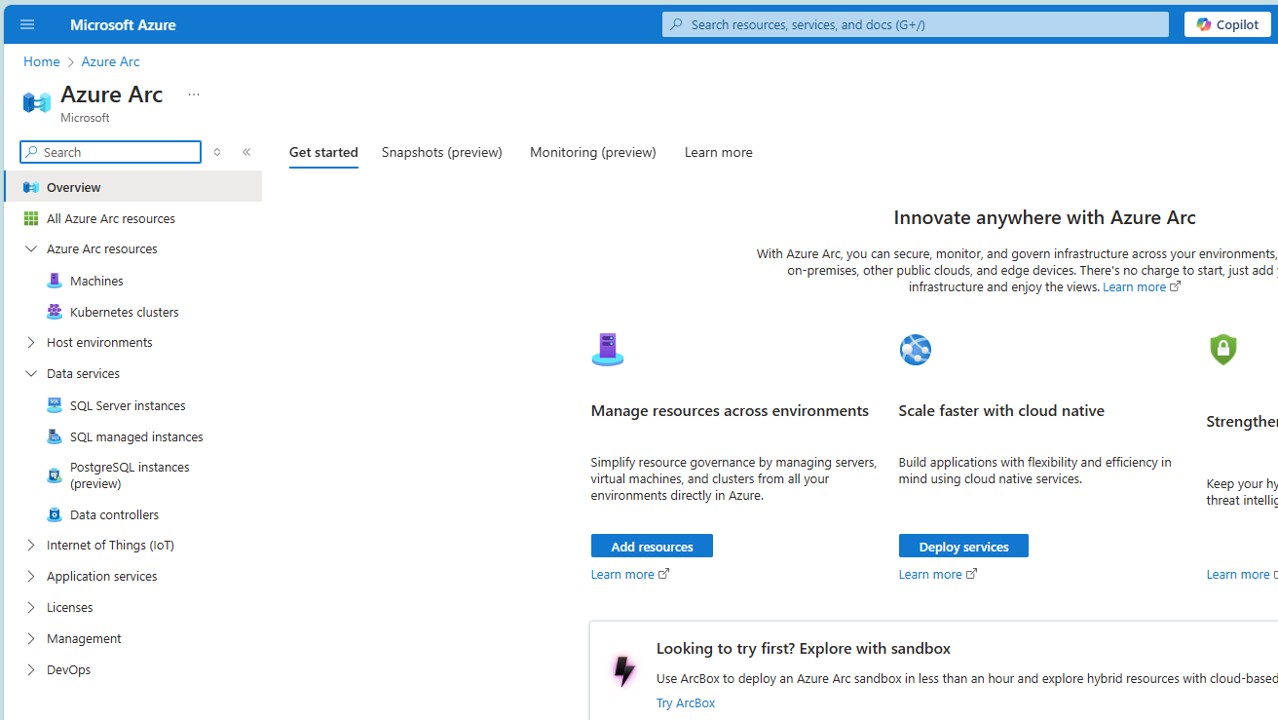 Microsoft Azure
Search resources, services, and docs (G+/)
Copilot
Home > Azure Arc
Azure Arc
...
Microsoft
Search
Get started
Snapshots (preview)
Monitoring (preview)
Learn more
Overview
All Azure Arc resources
Azure Arc resources
Machines
Kubernetes clusters
Host environments
Data services
SQL Server instances
SQL managed instances
PostgreSQL instances
(preview)
Data controllers
Internet of Things (IoT)
Application services
Licenses
Management
DevOps
Innovate anywhere with Azure Arc
With Azure Arc, you can secure, monitor, and govern infrastructure across your environments,
on-premises, other public clouds, and edge devices. There's no charge to start, just add
infrastructure and enjoy the views. Learn more
Manage resources across environments
Simplify resource governance by managing servers,
virtual machines, and clusters from all your
environments directly in Azure.
Add resources
Learn more
Scale faster with cloud native
Build applications with flexibility and efficiency in
mind using cloud native services.
Deploy services
Learn more
Strengthen
Keep your hy
threat intellig
Learn more
Looking to try first? Explore with sandbox
Use ArcBox to deploy an Azure Arc sandbox in less than an hour and explore hybrid resources with cloud-based
Try ArcBox